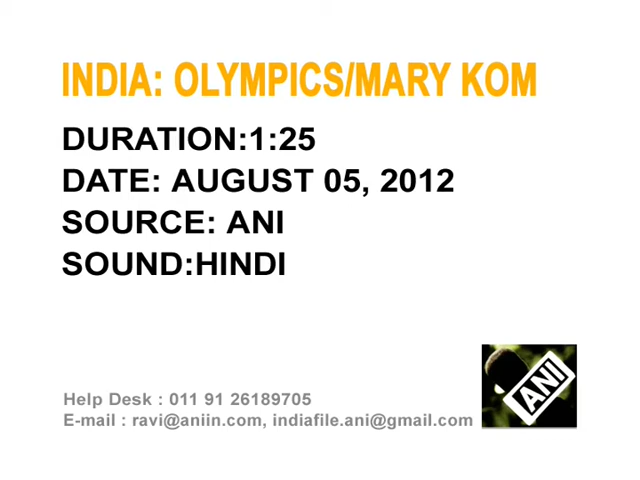 INDIA: OLYMPICS/MARY KOM
DURATION:1:25
DATE: AUGUST 05, 2012
SOURCE: ANI
SOUND:HINDI
Help Desk : 011 91 26189705
E-mail : ravi@aniin.com, indiafile.ani@gmail.com
ANI